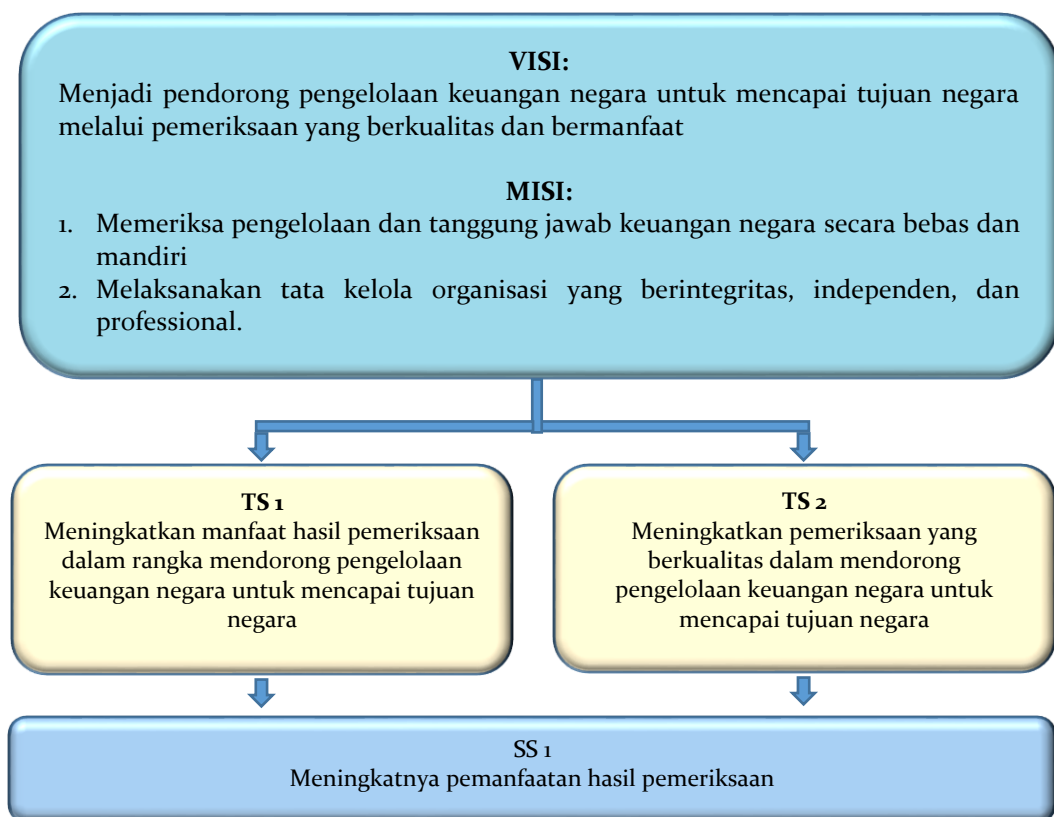 VISI:
Menjadi pendorong pengelolaan keuangan negara untuk mencapai tujuan negara
melalui pemeriksaan yang berkualitas dan bermanfaat
MISI:
1. Memeriksa pengelolaan dan tanggung jawab keuangan negara secara bebas dan
mandiri
2. Melaksanakan tata kelola organisasi yang berintegritas, independen, dan
professional.
TS 1
Meningkatkan manfaat hasil pemeriksaan
dalam rangka mendorong pengelolaan
keuangan negara untuk mencapai tujuan
negara
TS 2
Meningkatkan pemeriksaan yang
berkualitas dalam mendorong
pengelolaan keuangan negara untuk
mencapai tujuan negara
SS 1
Meningkatnya pemanfaatan hasil pemeriksaan